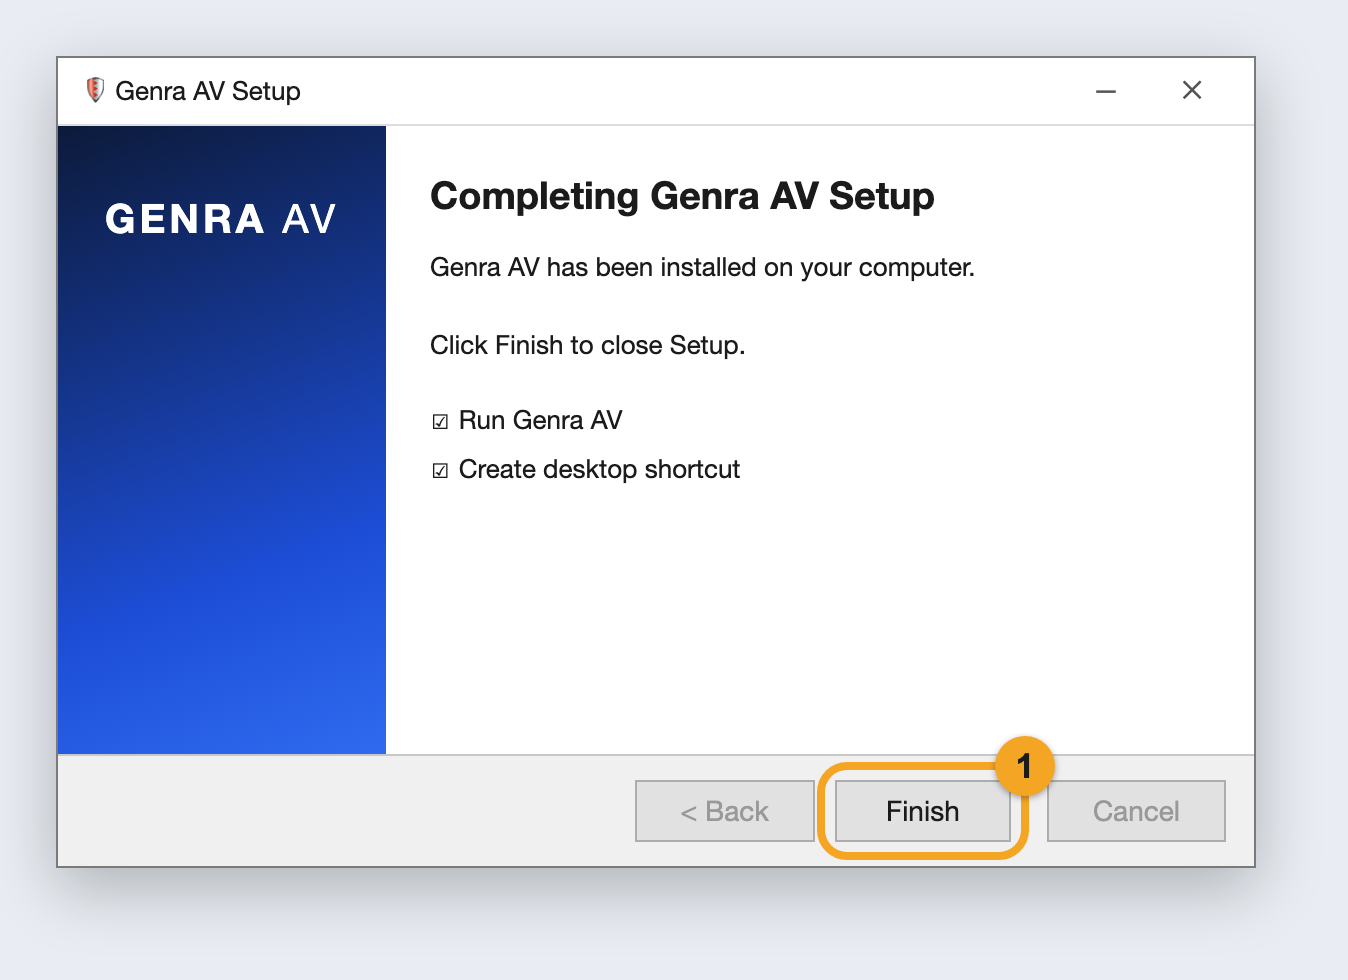 Genra AV Setup
GENRA AV
Completing Genra AV Setup
Genra AV has been installed on your computer.
Click Finish to close Setup.
☑ Run Genra AV
☑ Create desktop shortcut
1
< Back
Finish
Cancel